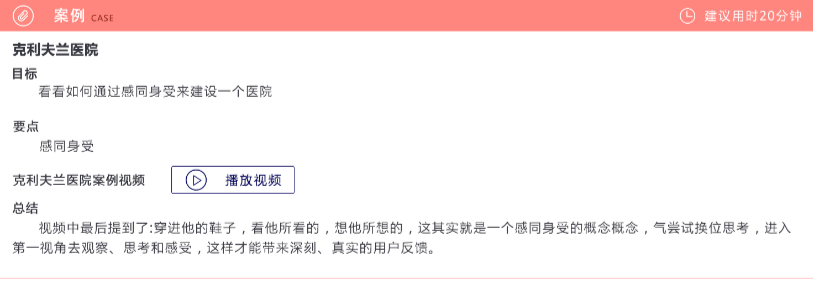 案例 CASE 建议用时20分钟
克利夫兰医院
目标
看看如何通过感同身受来建设一个医院
要点
感同身受
克利夫兰医院案例视频 播放视频
总结
视频中最后提到了:穿进他的鞋子，看他所看的，想他所想的，这其实就是一个感同身受的概念概念，气尝试换位思考，进入
第一视角去观察、思考和感受，这样才能带来深刻、真实的用户反馈。